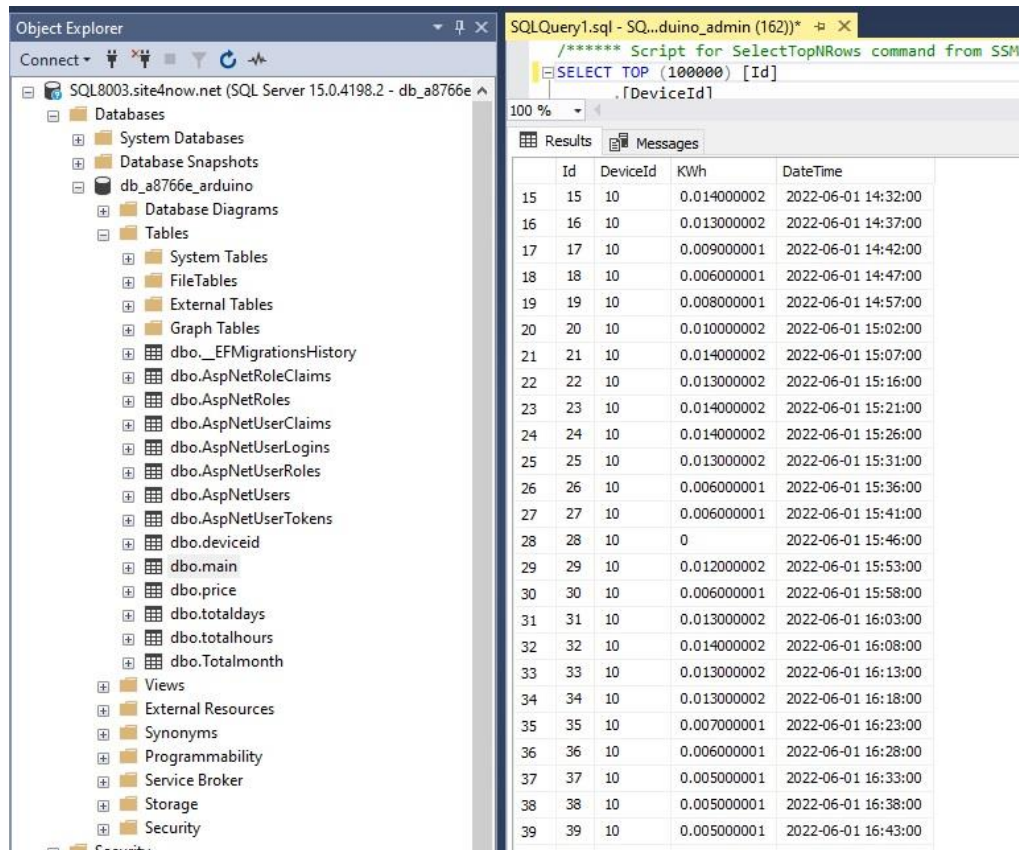 Object Explorer
Connect
SQL8003.site4now.net (SQL Server 15.0.4198.2 - db_a8766e
Databases
System Databases
Database Snapshots
db_a8766e_arduino
Database Diagrams
Tables
System Tables
FileTables
External Tables
Graph Tables
dbo.__EFMigrationsHistory
dbo.AspNetRoleClaims
dbo.AspNetRoles
dbo.AspNetUserClaims
dbo.AspNetUserLogins
dbo.AspNetUserRoles
dbo.AspNetUsers
dbo.AspNetUserTokens
dbo.deviceid
dbo.main
dbo.price
dbo.totaldays
dbo.totalhours
dbo.Totalmonth
Views
External Resources
Synonyms
Programmability
Service Broker
Storage
Security
Security
SQLQuery1.sql - SQ...duino_admin (162))*
/****** Script for SelectTopNRows command from SSM
SELECT TOP (100000) [Id]
,[DeviceId]
100 %
Results Messages
Id DeviceId KWh DateTime
15 15 10 0.014000002 2022-06-01 14:32:00
16 16 10 0.013000002 2022-06-01 14:37:00
17 17 10 0.009000001 2022-06-01 14:42:00
18 18 10 0.006000001 2022-06-01 14:47:00
19 19 10 0.008000001 2022-06-01 14:57:00
20 20 10 0.010000002 2022-06-01 15:02:00
21 21 10 0.014000002 2022-06-01 15:07:00
22 22 10 0.013000002 2022-06-01 15:16:00
23 23 10 0.014000002 2022-06-01 15:21:00
24 24 10 0.014000002 2022-06-01 15:26:00
25 25 10 0.013000002 2022-06-01 15:31:00
26 26 10 0.006000001 2022-06-01 15:36:00
27 27 10 0.006000001 2022-06-01 15:41:00
28 28 10 0 2022-06-01 15:46:00
29 29 10 0.012000002 2022-06-01 15:53:00
30 30 10 0.006000001 2022-06-01 15:58:00
31 31 10 0.013000002 2022-06-01 16:03:00
32 32 10 0.014000002 2022-06-01 16:08:00
33 33 10 0.013000002 2022-06-01 16:13:00
34 34 10 0.013000002 2022-06-01 16:18:00
35 35 10 0.007000001 2022-06-01 16:23:00
36 36 10 0.006000001 2022-06-01 16:28:00
37 37 10 0.005000001 2022-06-01 16:33:00
38 38 10 0.005000001 2022-06-01 16:38:00
39 39 10 0.005000001 2022-06-01 16:43:00